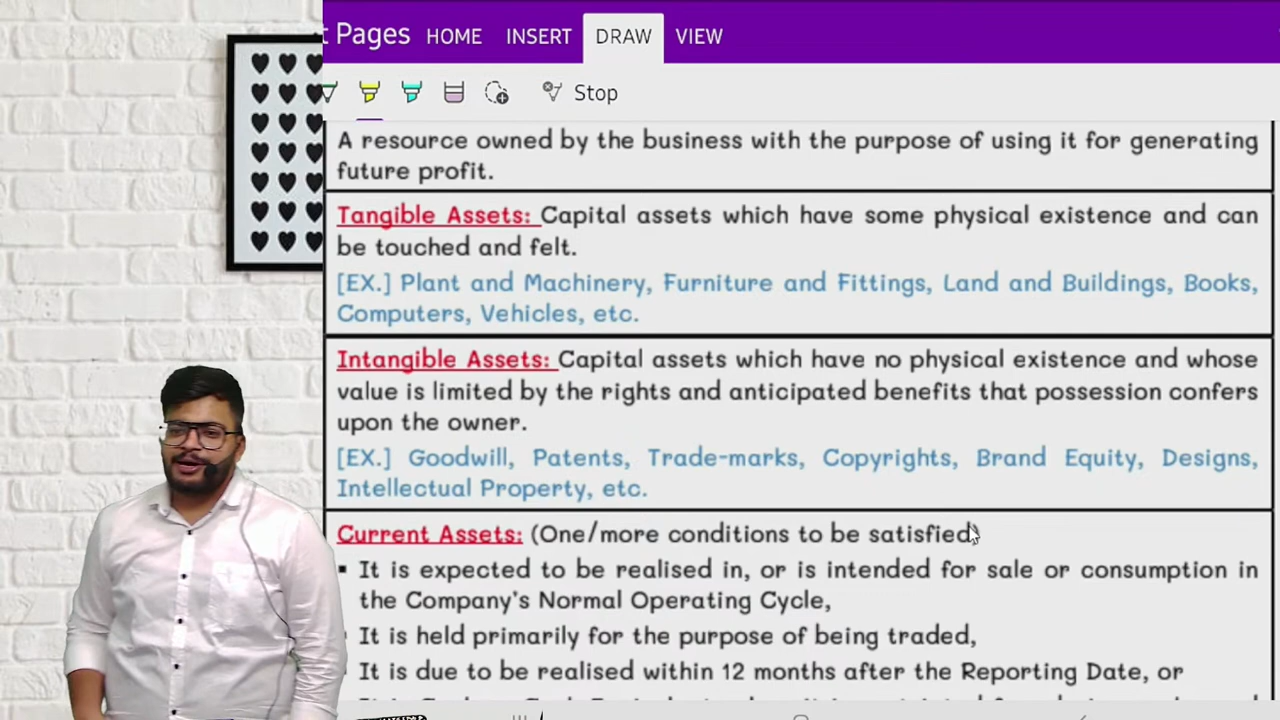 t Pages HOME INSERT DRAW VIEW
Stop
A resource owned by the business with the purpose of using it for generating
future profit.
Tangible Assets: Capital assets which have some physical existence and can
be touched and felt.
[EX.] Plant and Machinery, Furniture and Fittings, Land and Buildings, Books,
Computers, Vehicles, etc.
Intangible Assets: Capital assets which have no physical existence and whose
value is limited by the rights and anticipated benefits that possession confers
upon the owner.
[EX.] Goodwill, Patents, Trade-marks, Copyrights, Brand Equity, Designs,
Intellectual Property, etc.
Current Assets: (One/more conditions to be satisfied)
▪ It is expected to be realised in, or is intended for sale or consumption in
the Company's Normal Operating Cycle,
▪ It is held primarily for the purpose of being traded,
It is due to be realised within 12 months after the Reporting Date, or